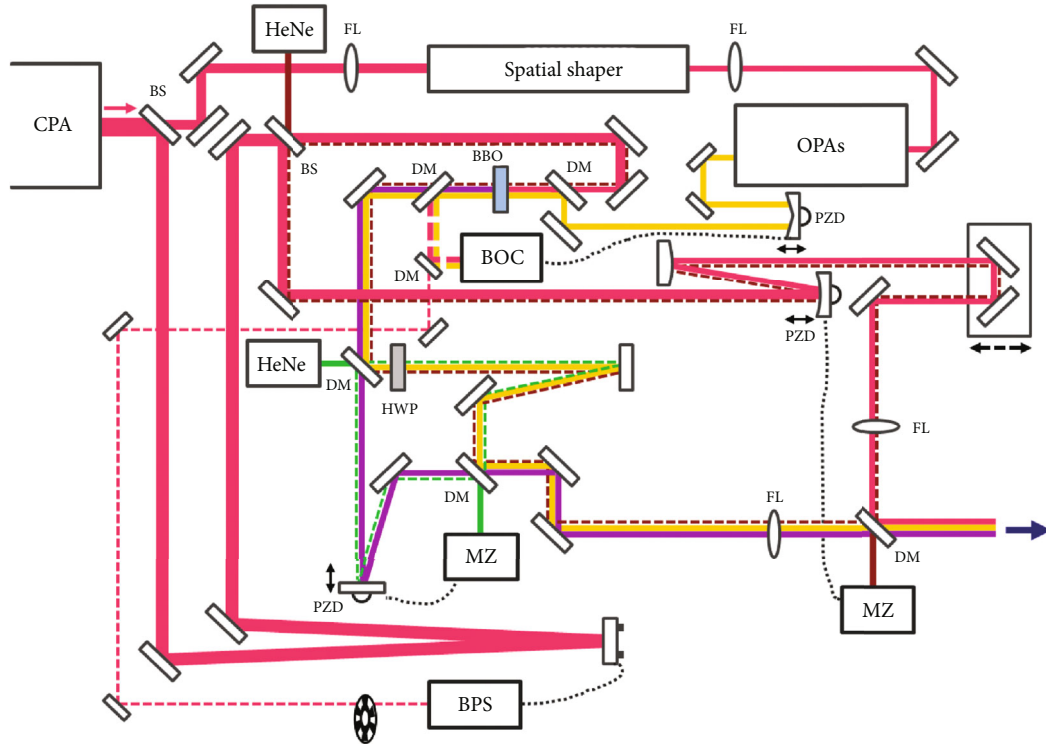 HeNe
FL
FL
Spatial shaper
BS
CPA
OPAs
BS
DM
BBO
DM
PZD
BOC
DM
PZD
HeNe
DM
HWP
FL
DM
FL
MZ
DM
PZD
MZ
BPS